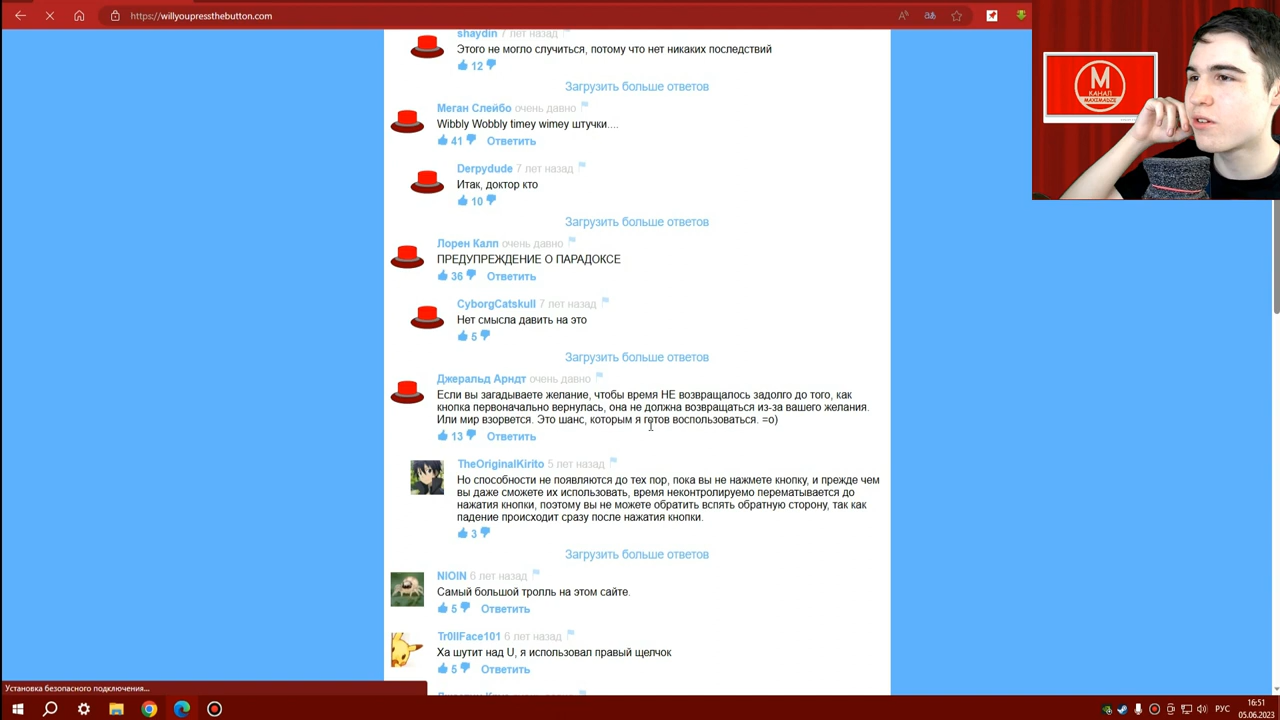 https://willyoupressthebutton.com
shaydin 7 лет назад
Этого не могло случиться, потому что нет никаких последствий
12
Загрузить больше ответов
Меган Слейбо очень давно
Wibbly Wobbly timey wimey штучки....
41 Ответить
Derpydude 7 лет назад
Итак, доктор кто
10
Загрузить больше ответов
Лорен Калп очень давно
ПРЕДУПРЕЖДЕНИЕ О ПАРАДОКСЕ
36 Ответить
CyborgCatskull 7 лет назад
Нет смысла давить на это
5
Загрузить больше ответов
Джеральд Арндт очень давно
Если вы загадываете желание, чтобы время НЕ возвращалось задолго до того, как
кнопка первоначально вернулась, она не должна возвращаться из-за вашего желания.
Или мир взорвется. Это шанс, которым я готов воспользоваться. =о)
13 Ответить
TheOriginalKirito 5 лет назад
Но способности не появляются до тех пор, пока вы не нажмете кнопку, и прежде чем
вы даже сможете их использовать, время неконтролируемо перематывается до
нажатия кнопки, поэтому вы не можете обратить вспять обратную сторону, так как
падение происходит сразу после нажатия кнопки.
3
Загрузить больше ответов
NIOIN 6 лет назад
Самый большой тролль на этом сайте.
5 Ответить
Tr0llFace101 6 лет назад
Ха шутит над U, я использовал правый щелчок
5 Ответить
Установка безопасного подключения...
М
КАНАЛ
MAXIMADZE
РУС
16:51
05.06.2023